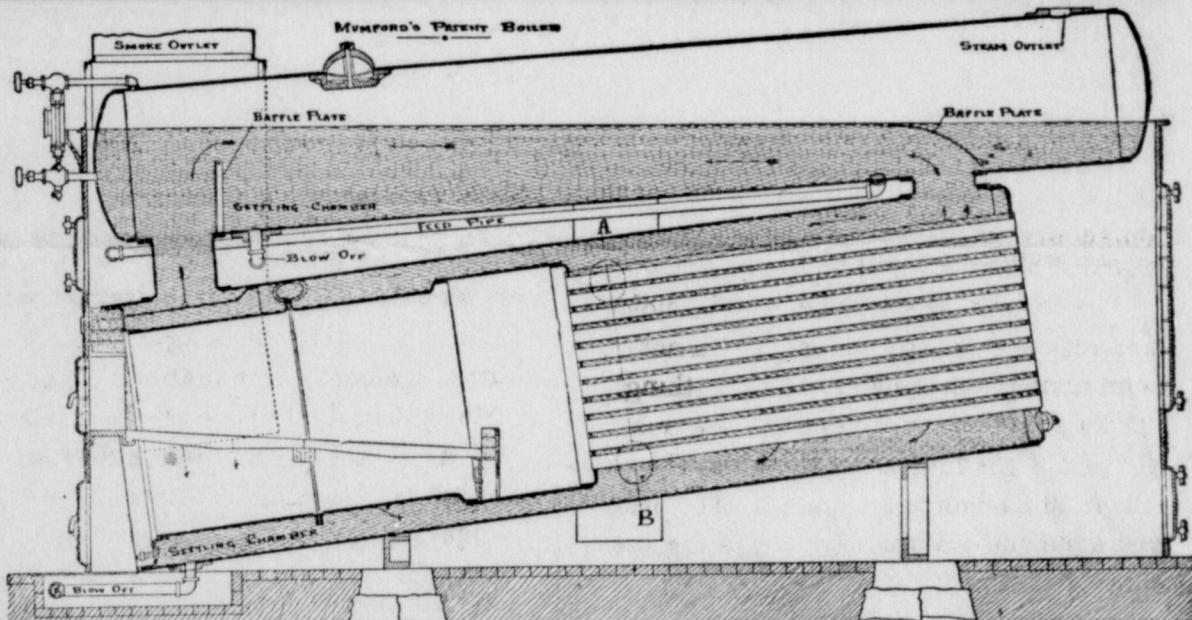 MUMFORD'S PATENT BOILER
SMOKE OUTLET
STEAM OUTLET
BAFFLE PLATE
BAFFLE PLATE
SETTLING CHAMBER
FEED PIPE
A
BLOW OFF
B
SETTLING CHAMBER
BLOW OFF